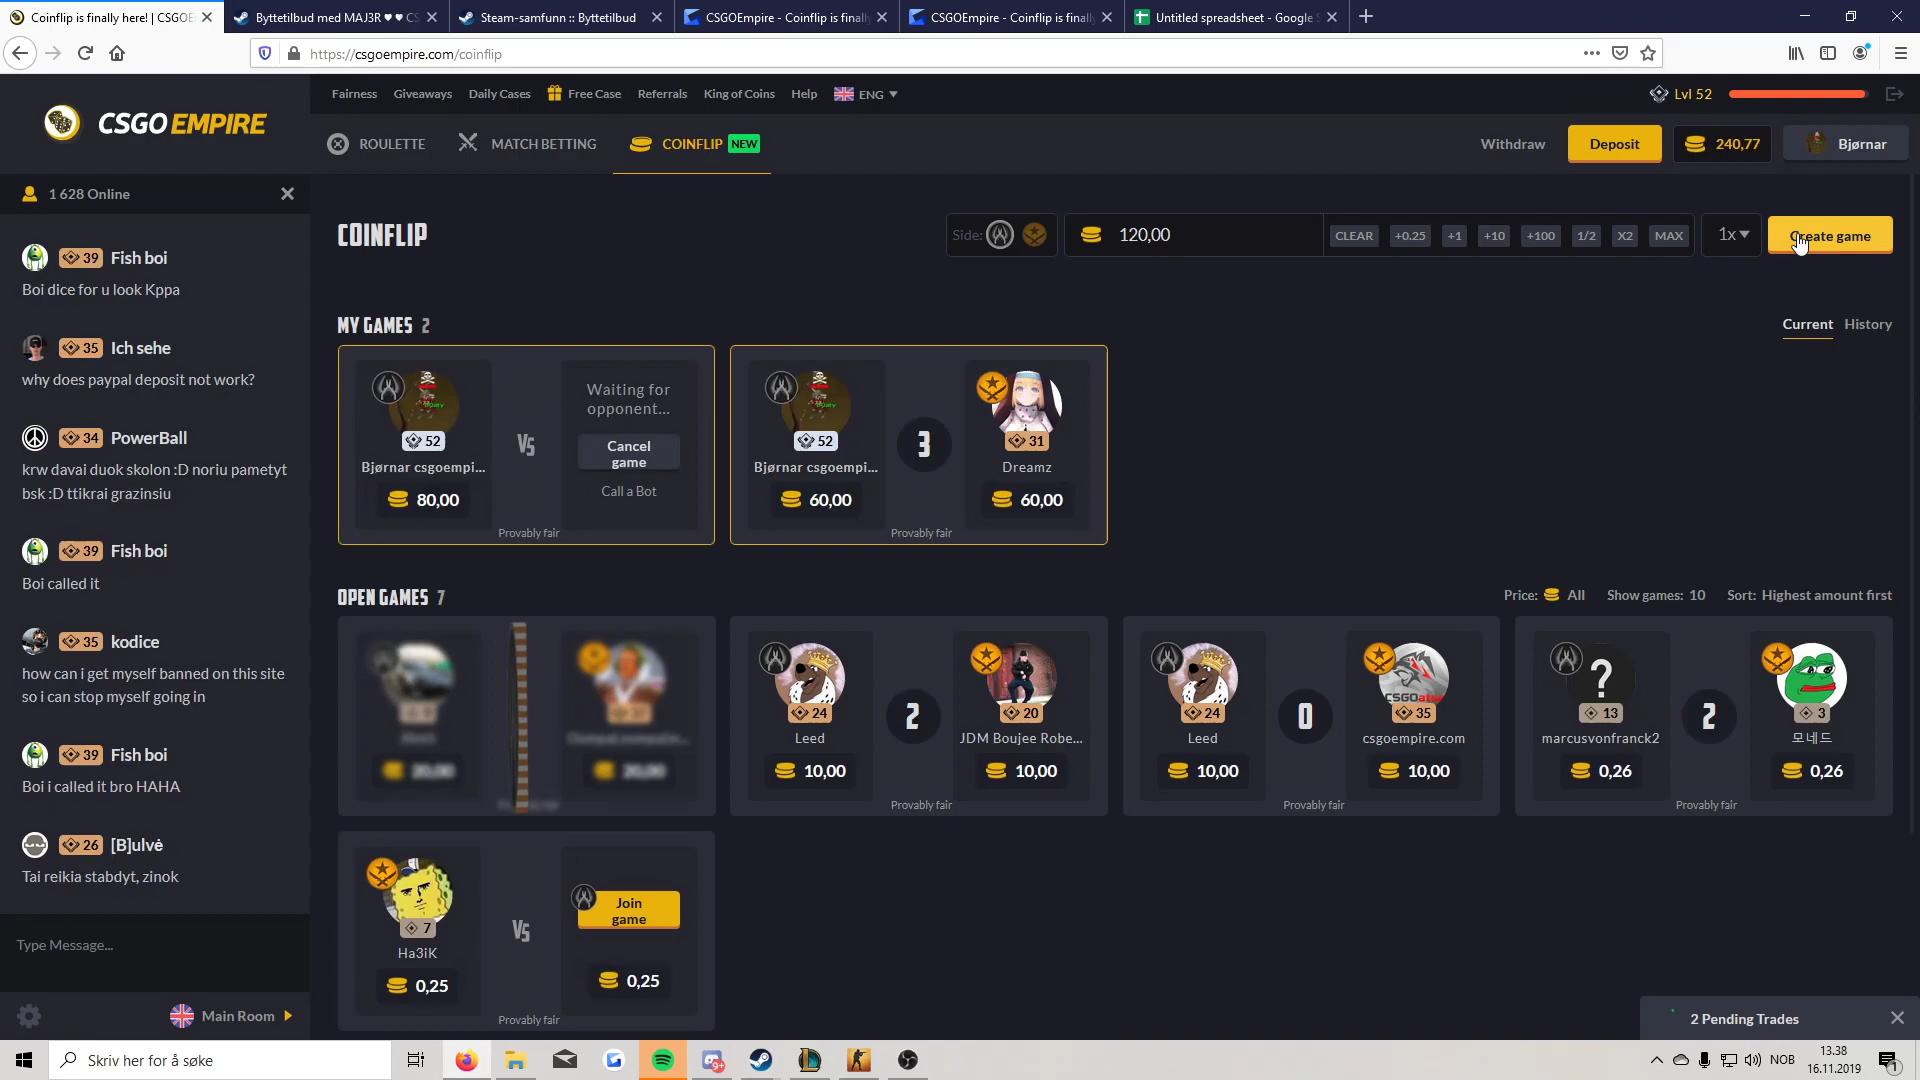 Coinflip is finally here! | CSGOE
Byttetilbud med MAJ3R ♥ ♥ CS
Steam-samfunn :: Byttetilbud
CSGOEmpire - Coinflip is finall
CSGOEmpire - Coinflip is finall
Untitled spreadsheet - Google S
https://csgoempire.com/coinflip
CSGOEMPIRE
Fairness Giveaways Daily Cases Free Case Referrals King of Coins Help ENG
Lvl 52
ROULETTE MATCH BETTING COINFLIP NEW
Withdraw Deposit 240,77 Bjørnar
1 628 Online
39 Fish boi
Boi dice for u look Kppa
35 Ich sehe
why does paypal deposit not work?
34 PowerBall
krw davai duok skolon :D noriu pametyt
bsk :D ttikrai grazinsiu
39 Fish boi
Boi called it
35 kodice
how can i get myself banned on this site
so i can stop myself going in
39 Fish boi
Boi i called it bro HAHA
26 [B]ulvė
Tai reikia stabdyt, zinok
Type Message...
Main Room
COINFLIP
Side: 120,00 CLEAR +0.25 +1 +10 +100 1/2 X2 MAX 1x Create game
MY GAMES 2
Current History
52
Bjørnar csgoempi...
80,00
VS
Waiting for
opponent...
Cancel
game
Call a Bot
Provably fair
52
Bjørnar csgoempi...
60,00
3
31
Dreamz
60,00
Provably fair
OPEN GAMES 7
Price: All Show games: 10 Sort: Highest amount first
20,00
20,00
24
Leed
10,00
2
20
JDM Boujee Robe...
10,00
Provably fair
24
Leed
10,00
0
CSGOato
35
csgoempire.com
10,00
Provably fair
?
13
marcusvonfranck2
0,26
2
3
모네드
0,26
Provably fair
7
Ha3iK
0,25
VS
Join
game
0,25
Provably fair
2 Pending Trades
Skriv her for å søke
9+
NOB
13.38
16.11.2019
1